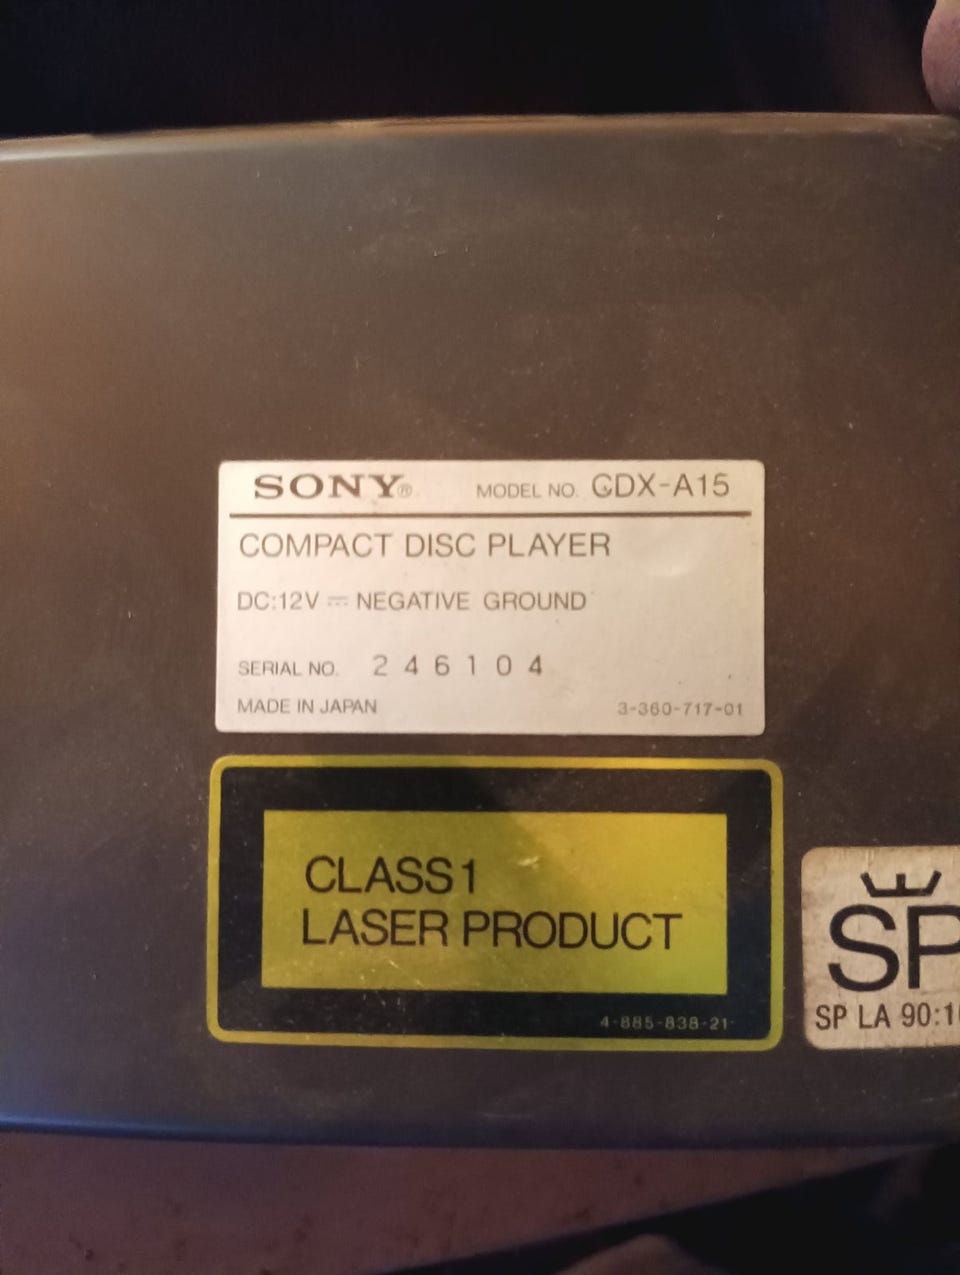 SONY® MODEL NO. CDX-A15
COMPACT DISC PLAYER
DC:12V ⎓ NEGATIVE GROUND
SERIAL NO. 246104
MADE IN JAPAN 3-360-717-01
CLASS1
LASER PRODUCT
4-885-838-21
SP
SP LA 90:1